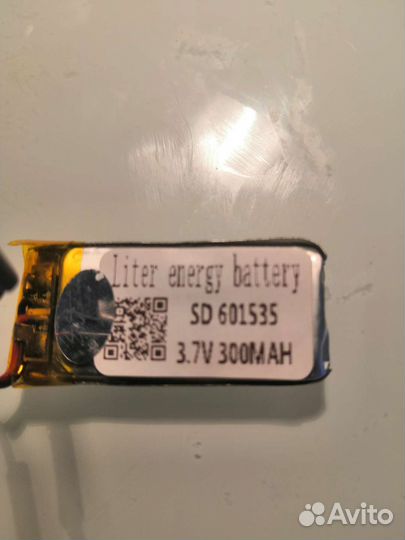 Liter energy battery
SD 601535
3.7V 300MAH
Avito